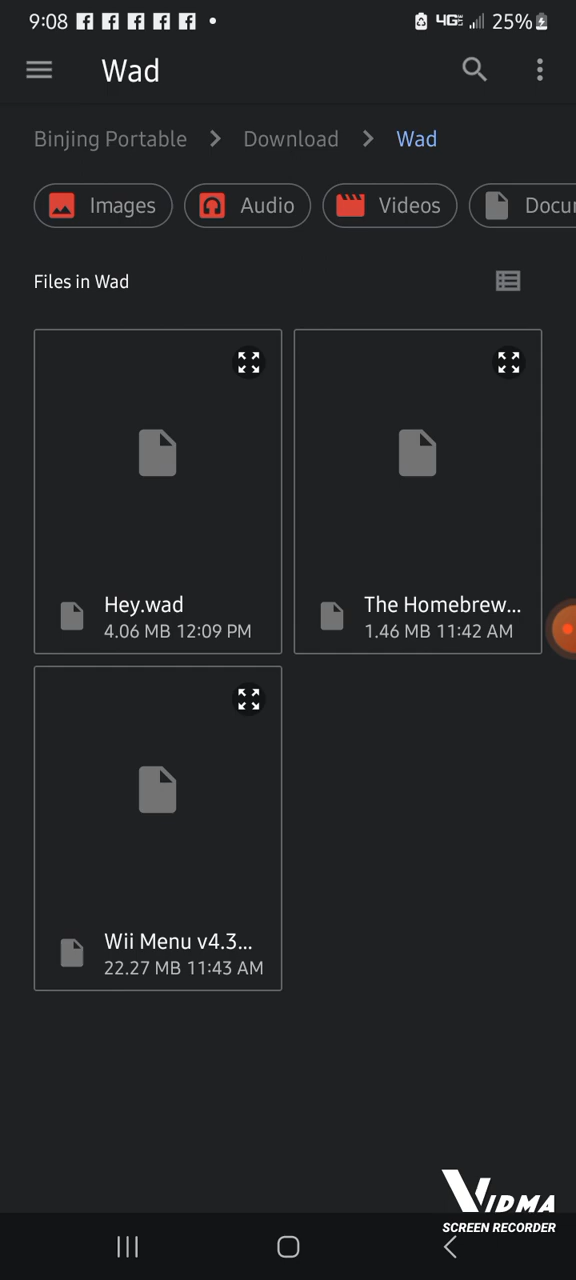 9:08 25%
Wad
Binjing Portable Download Wad
Images Audio Videos Docur
Files in Wad
Hey.wad
4.06 MB 12:09 PM
The Homebrew...
1.46 MB 11:42 AM
Wii Menu v4.3...
22.27 MB 11:43 AM
VIDMA
SCREEN RECORDER